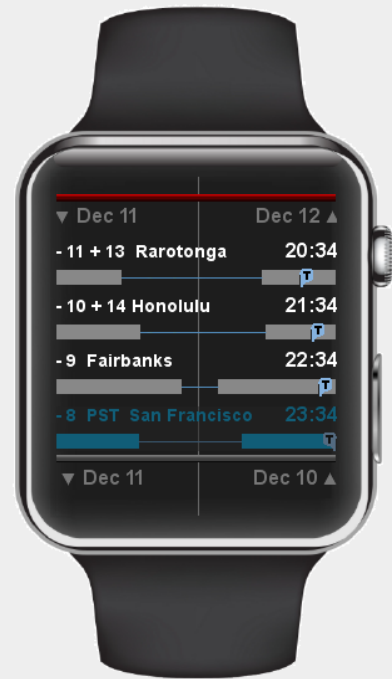 ▼ Dec 11 Dec 12 ▲
- 11 + 13 Rarotonga 20:34
T
- 10 + 14 Honolulu 21:34
T
- 9 Fairbanks 22:34
T
- 8 PST San Francisco 23:34
T
▼ Dec 11 Dec 10 ▲